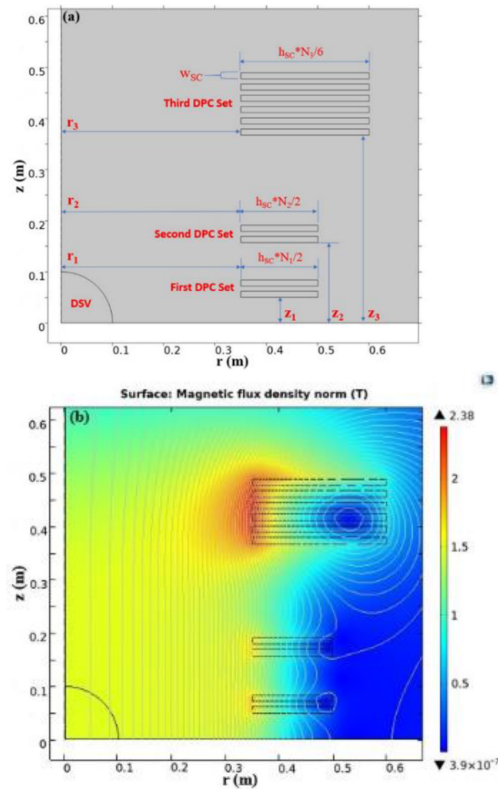 (a)
0.6
0.5
0.4
0.3
0.2
0.1
0
z (m)
h_SC*N_3/6
w_SC
Third DPC Set
r_3
r_2
h_SC*N_2/2
Second DPC Set
r_1
h_SC*N_1/2
First DPC Set
DSV
z_1
z_2
z_3
0 0.1 0.2 0.3 0.4 0.5 0.6
r (m)
Surface: Magnetic flux density norm (T)
(b)
0.6
0.5
0.4
0.3
0.2
0.1
0
z (m)
0 0.1 0.2 0.3 0.4 0.5 0.6
r (m)
▲ 2.38
2
1.5
1
0.5
▼ 3.9×10⁻⁷